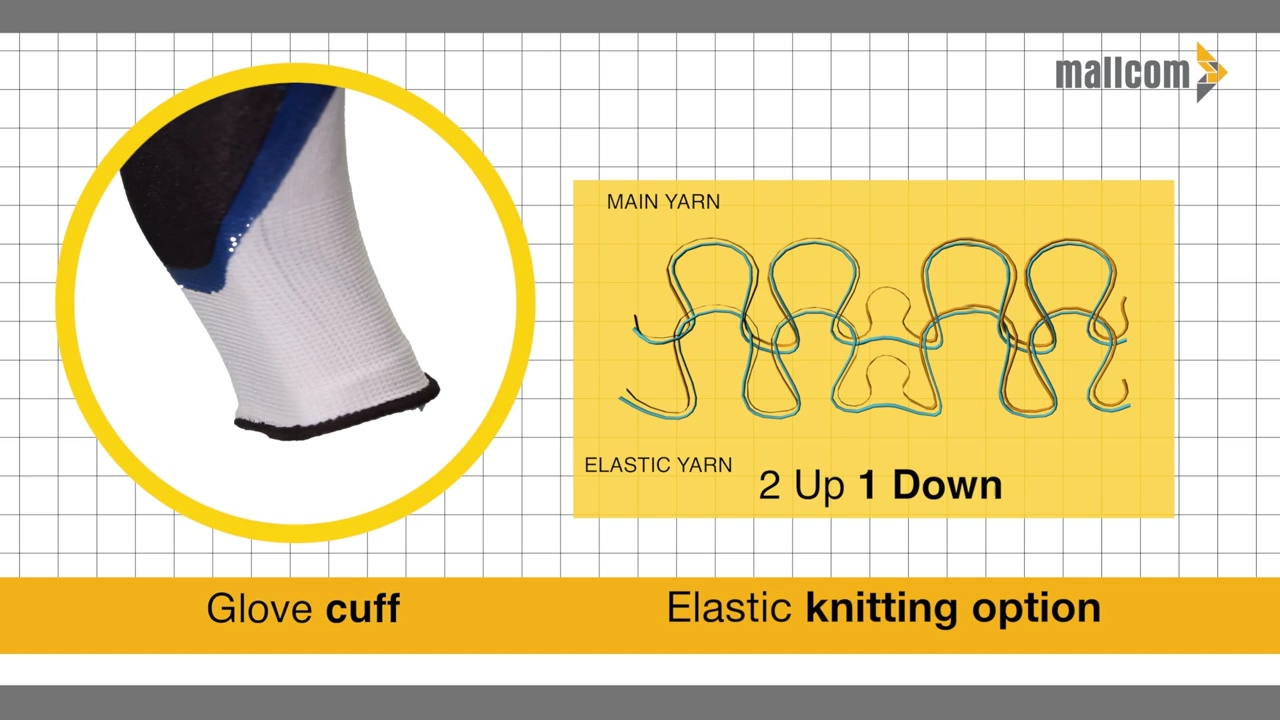 mallcom
MAIN YARN
ELASTIC YARN
2 Up 1 Down
Glove cuff
Elastic knitting option